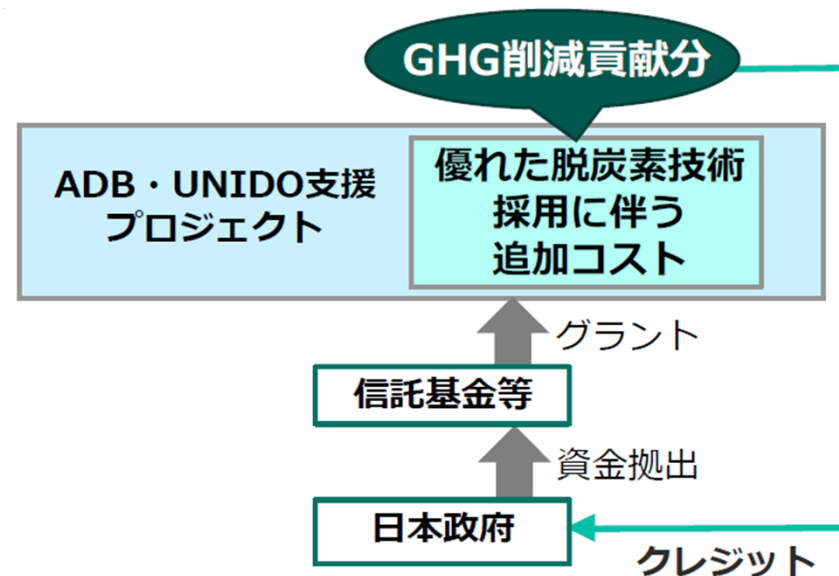 GHG削減貢献分
ADB・UNIDO支援
プロジェクト
優れた脱炭素技術
採用に伴う
追加コスト
グラント
信託基金等
資金拠出
日本政府
クレジット